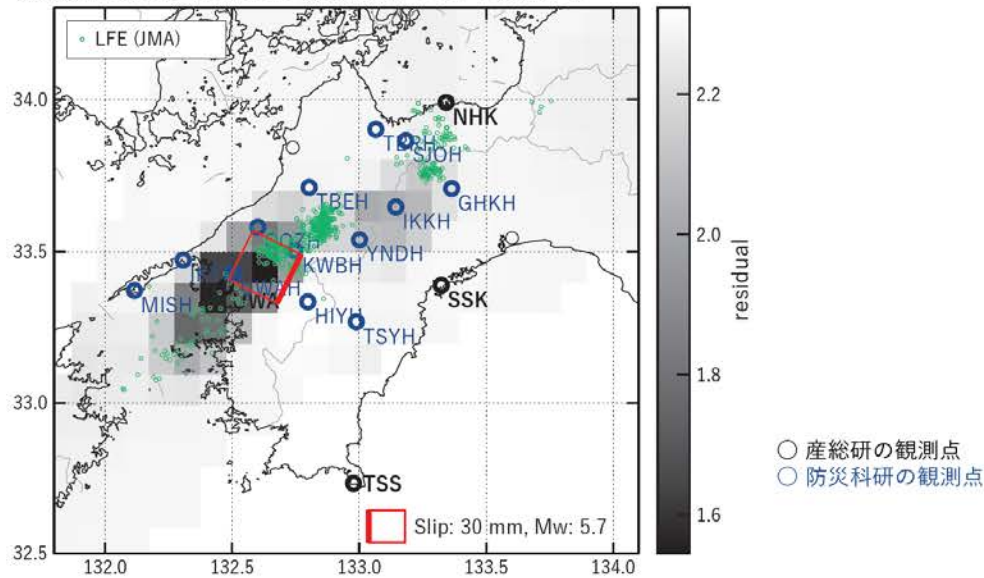 LFE (JMA)
34.0
33.5
33.0
32.5
132.0
132.5
133.0
133.5
134.0
NHK
SJOH
TBEH
GHKH
IKKH
YNDH
KWBH
MISH
HIYH
TSYH
SSK
TSS
Slip: 30 mm, Mw: 5.7
2.2
2.0
1.8
1.6
residual
産総研の観測点
防災科研の観測点